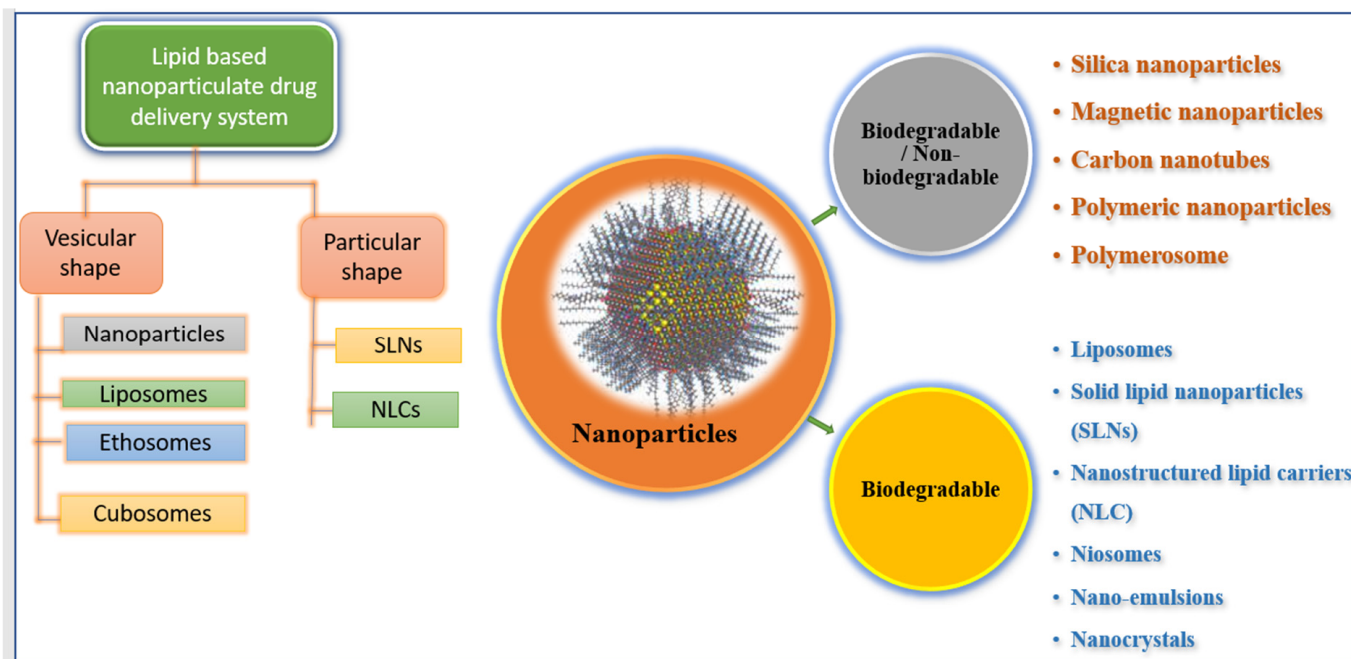 Lipid based
nanoparticulate drug
delivery system
Vesicular
shape
Particular
shape
Nanoparticles
Liposomes
Ethosomes
Cubosomes
SLNs
NLCs
Nanoparticles
Biodegradable
/ Non-
biodegradable
• Silica nanoparticles
• Magnetic nanoparticles
• Carbon nanotubes
• Polymeric nanoparticles
• Polymerosome
Biodegradable
• Liposomes
• Solid lipid nanoparticles
(SLNs)
• Nanostructured lipid carriers
(NLC)
• Niosomes
• Nano-emulsions
• Nanocrystals